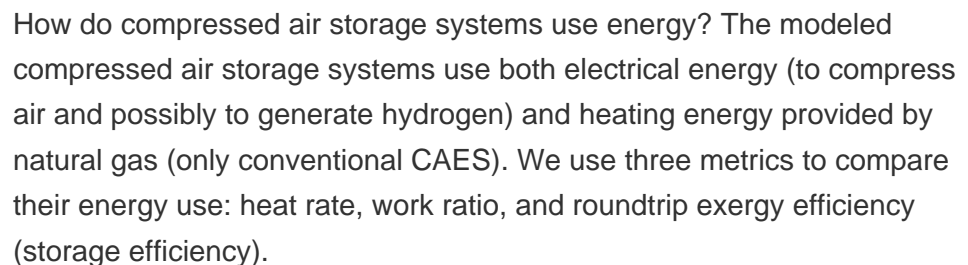 How do compressed air storage systems use energy? The modeled
compressed air storage systems use both electrical energy (to compress
air and possibly to generate hydrogen) and heating energy provided by
natural gas (only conventional CAES). We use three metrics to compare
their energy use: heat rate, work ratio, and roundtrip exergy efficiency
(storage efficiency).